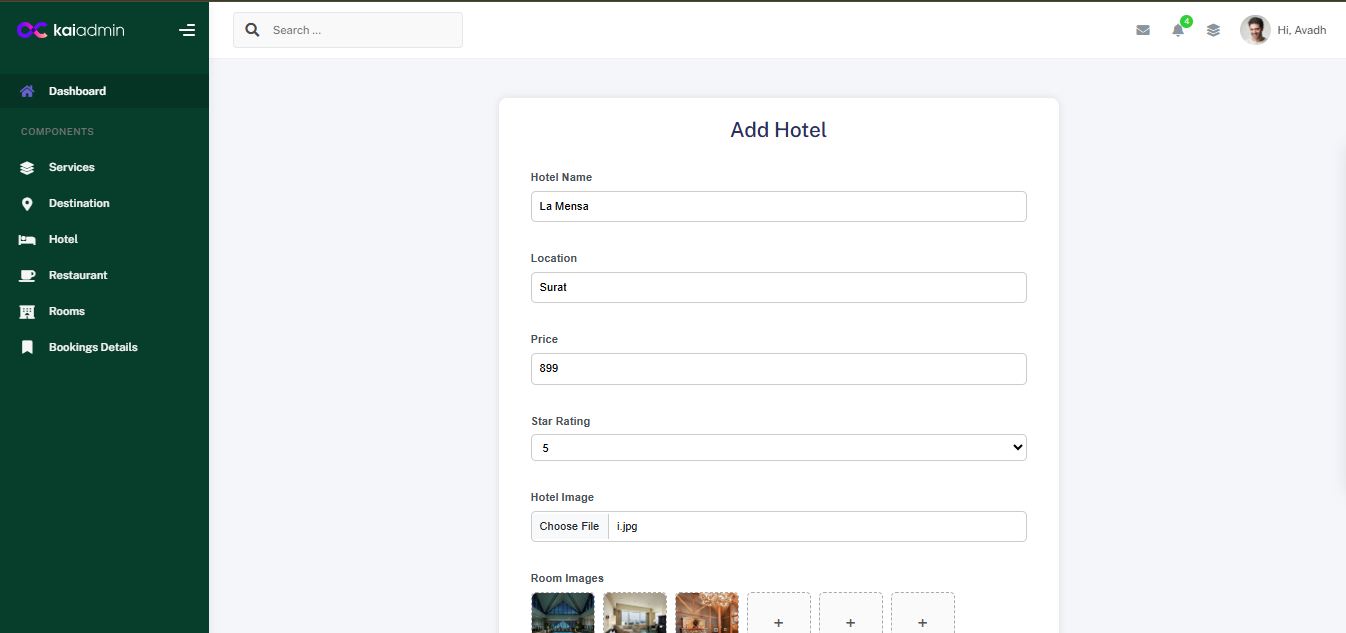 kaiadmin
Search ...
4
Hi, Avadh
Dashboard
COMPONENTS
Services
Destination
Hotel
Restaurant
Rooms
Bookings Details
Add Hotel
Hotel Name
La Mensa
Location
Surat
Price
899
Star Rating
5
Hotel Image
Choose File i.jpg
Room Images
+ + +